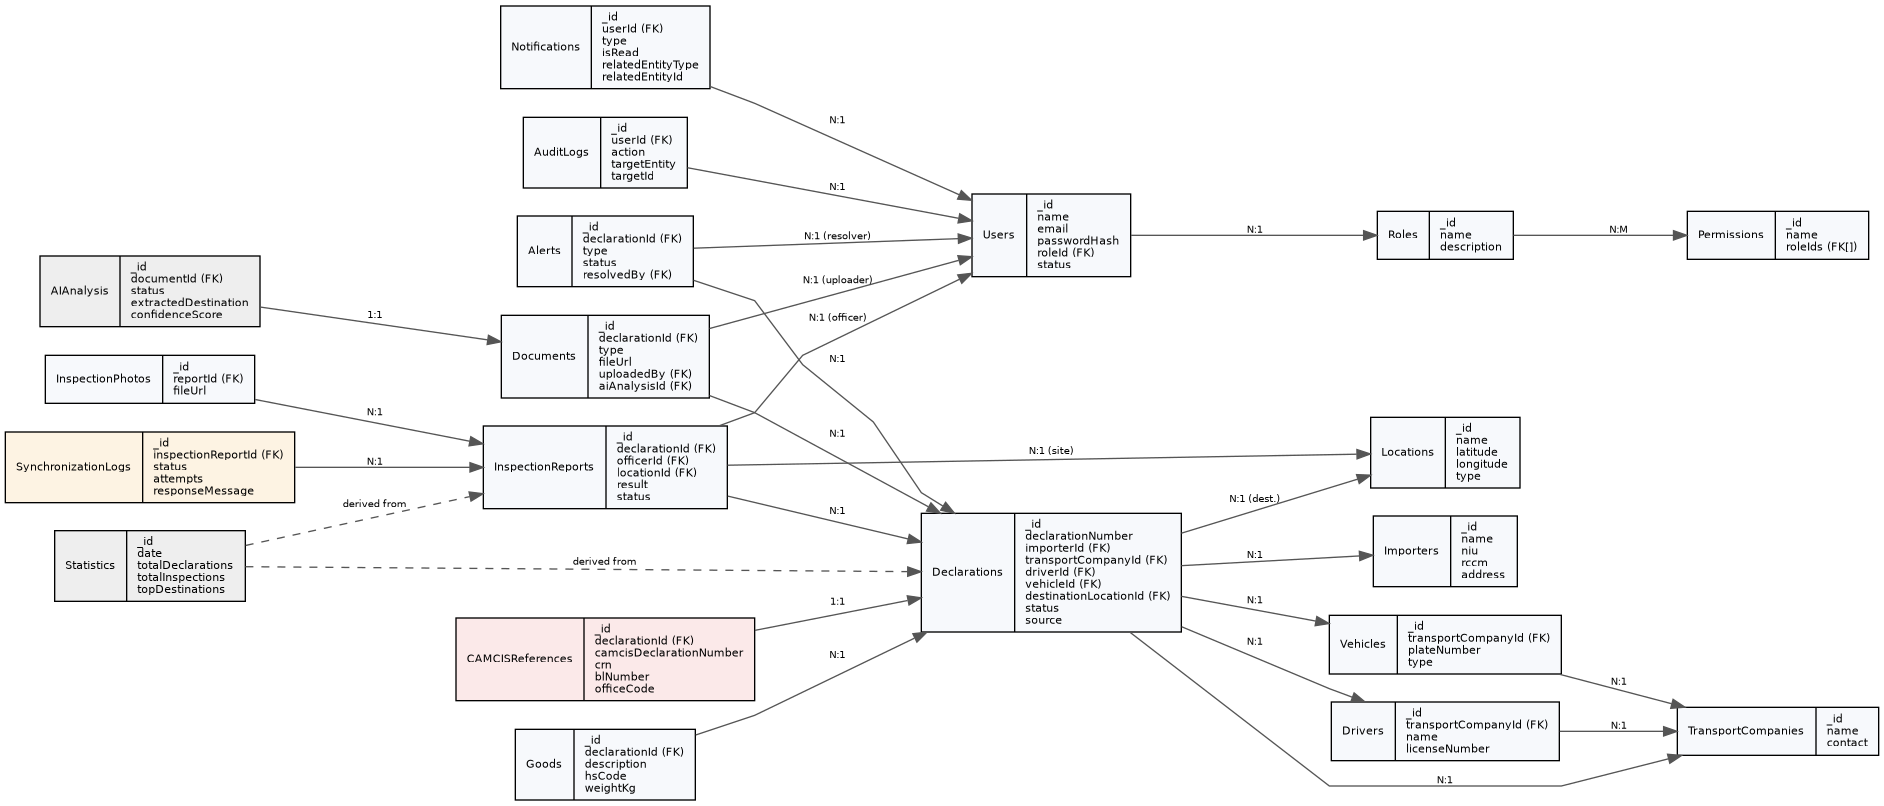 Notifications
_id
userId (FK)
type
isRead
relatedEntityType
relatedEntityId
N:1
AuditLogs
_id
userId (FK)
action
targetEntity
targetId
N:1
Alerts
_id
declarationId (FK)
type
status
resolvedBy (FK)
N:1 (resolver)
N:1
Users
_id
name
email
passwordHash
roleId (FK)
status
N:1
Roles
_id
name
description
N:M
Permissions
_id
name
roleIds (FK[])
AIAnalysis
_id
documentId (FK)
status
extractedDestination
confidenceScore
1:1
Documents
_id
declarationId (FK)
type
fileUrl
uploadedBy (FK)
aiAnalysisId (FK)
N:1 (uploader)
N:1
InspectionPhotos
_id
reportId (FK)
fileUrl
N:1
SynchronizationLogs
_id
inspectionReportId (FK)
status
attempts
responseMessage
N:1
InspectionReports
_id
declarationId (FK)
officerId (FK)
locationId (FK)
result
status
N:1 (officer)
N:1 (site)
N:1
Locations
_id
name
latitude
longitude
type
Statistics
_id
date
totalDeclarations
totalInspections
topDestinations
derived from
derived from
Declarations
_id
declarationNumber
importerId (FK)
transportCompanyId (FK)
driverId (FK)
vehicleId (FK)
destinationLocationId (FK)
status
source
N:1 (dest.)
N:1
N:1
N:1
N:1
Importers
_id
name
niu
rccm
address
CAMCISReferences
_id
declarationId (FK)
camcisDeclarationNumber
crn
blNumber
officeCode
1:1
Vehicles
_id
transportCompanyId (FK)
plateNumber
type
N:1
Drivers
_id
transportCompanyId (FK)
name
licenseNumber
N:1
TransportCompanies
_id
name
contact
Goods
_id
declarationId (FK)
description
hsCode
weightKg
N:1